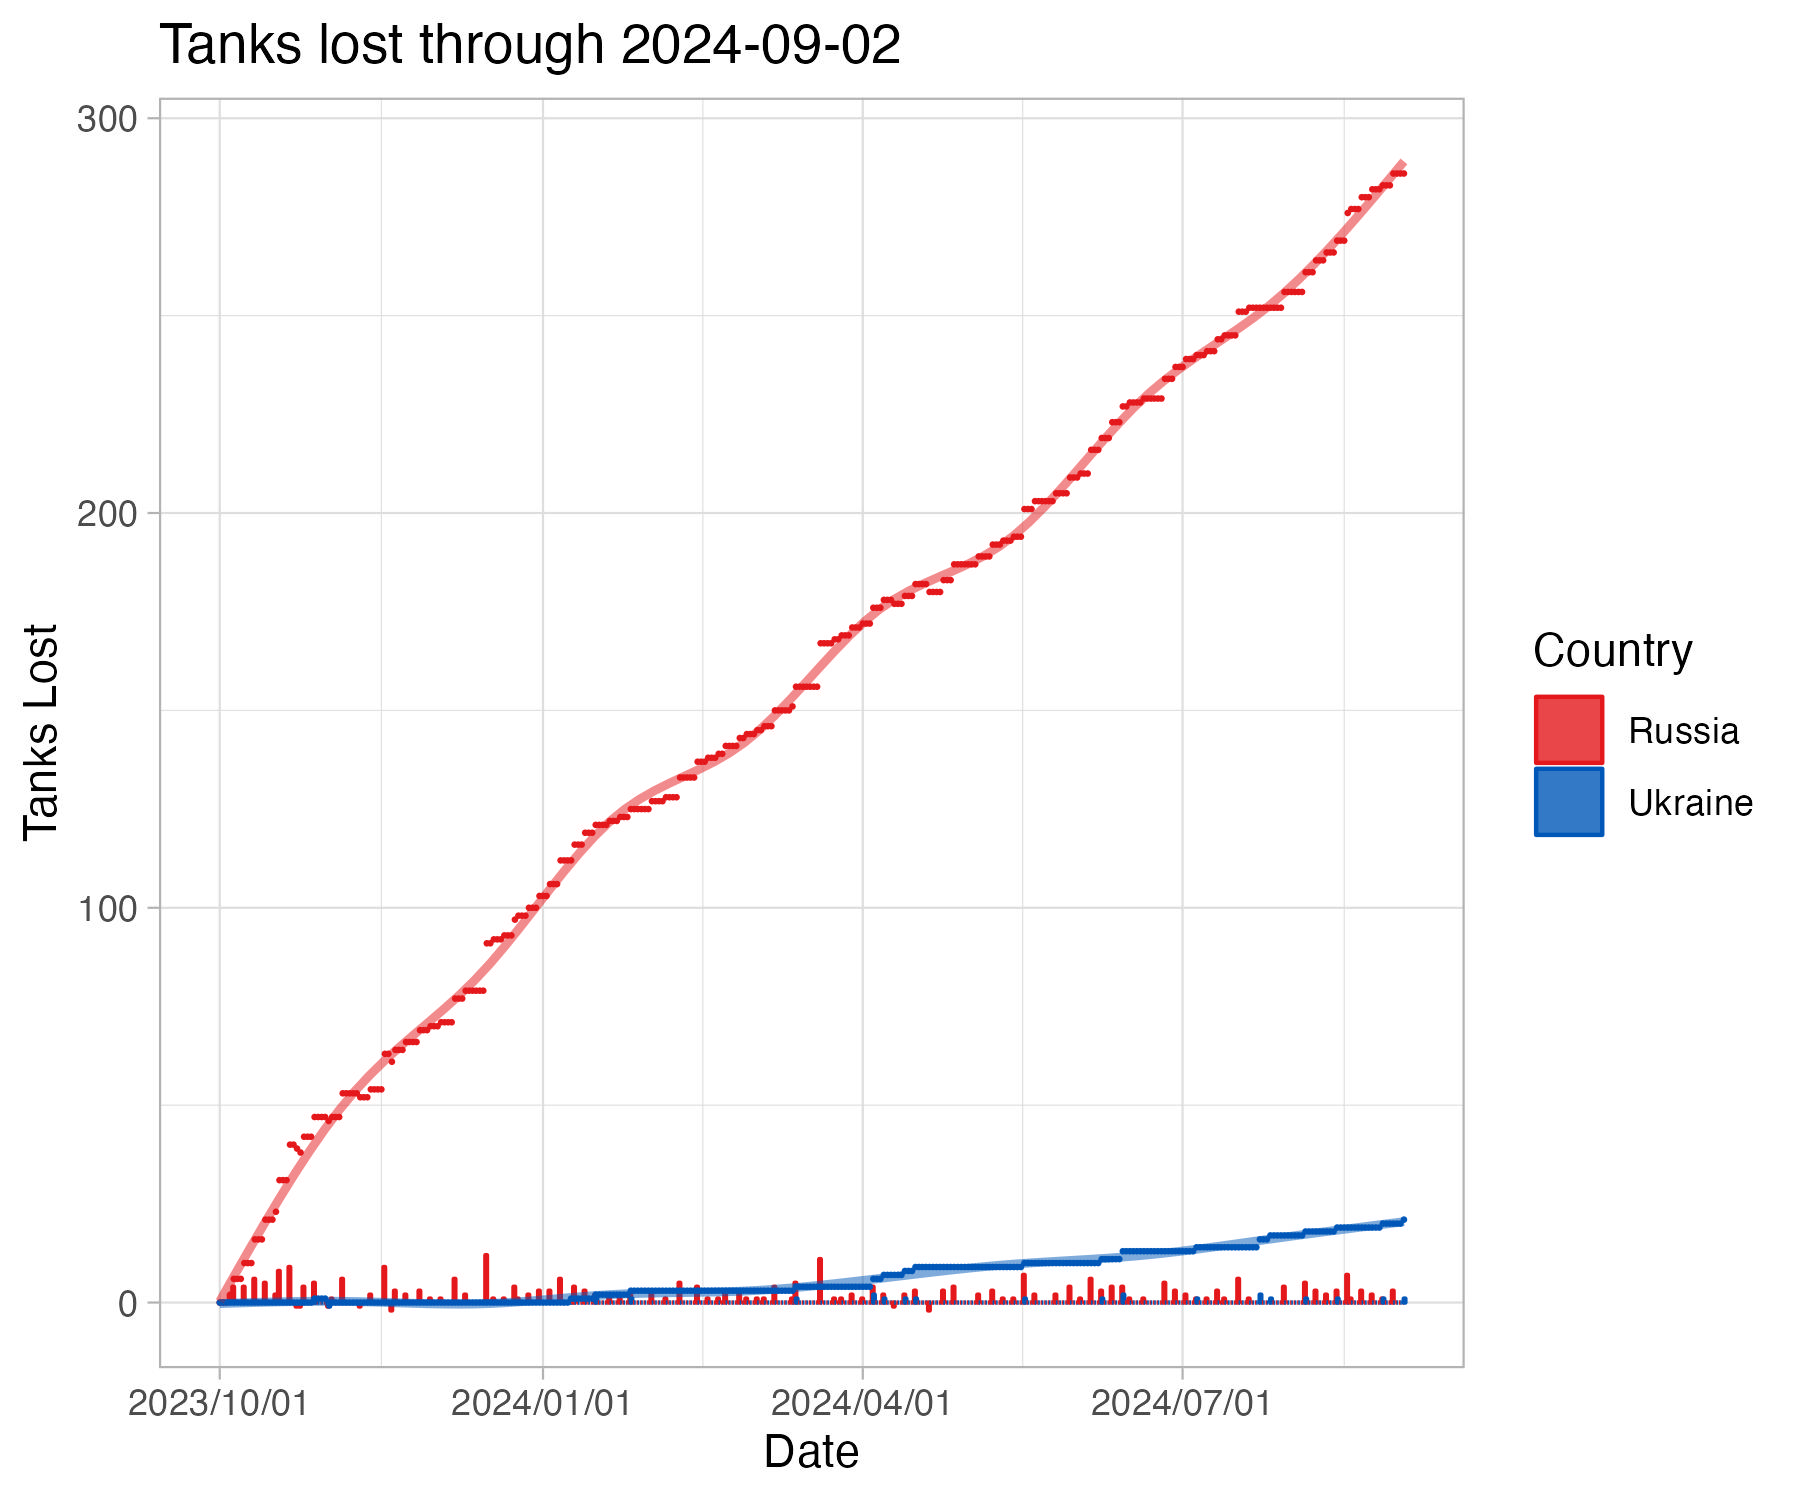 Tanks lost through 2024-09-02
300
200
100
0
Tanks Lost
2023/10/01
2024/01/01
2024/04/01
2024/07/01
Date
Country
Russia
Ukraine